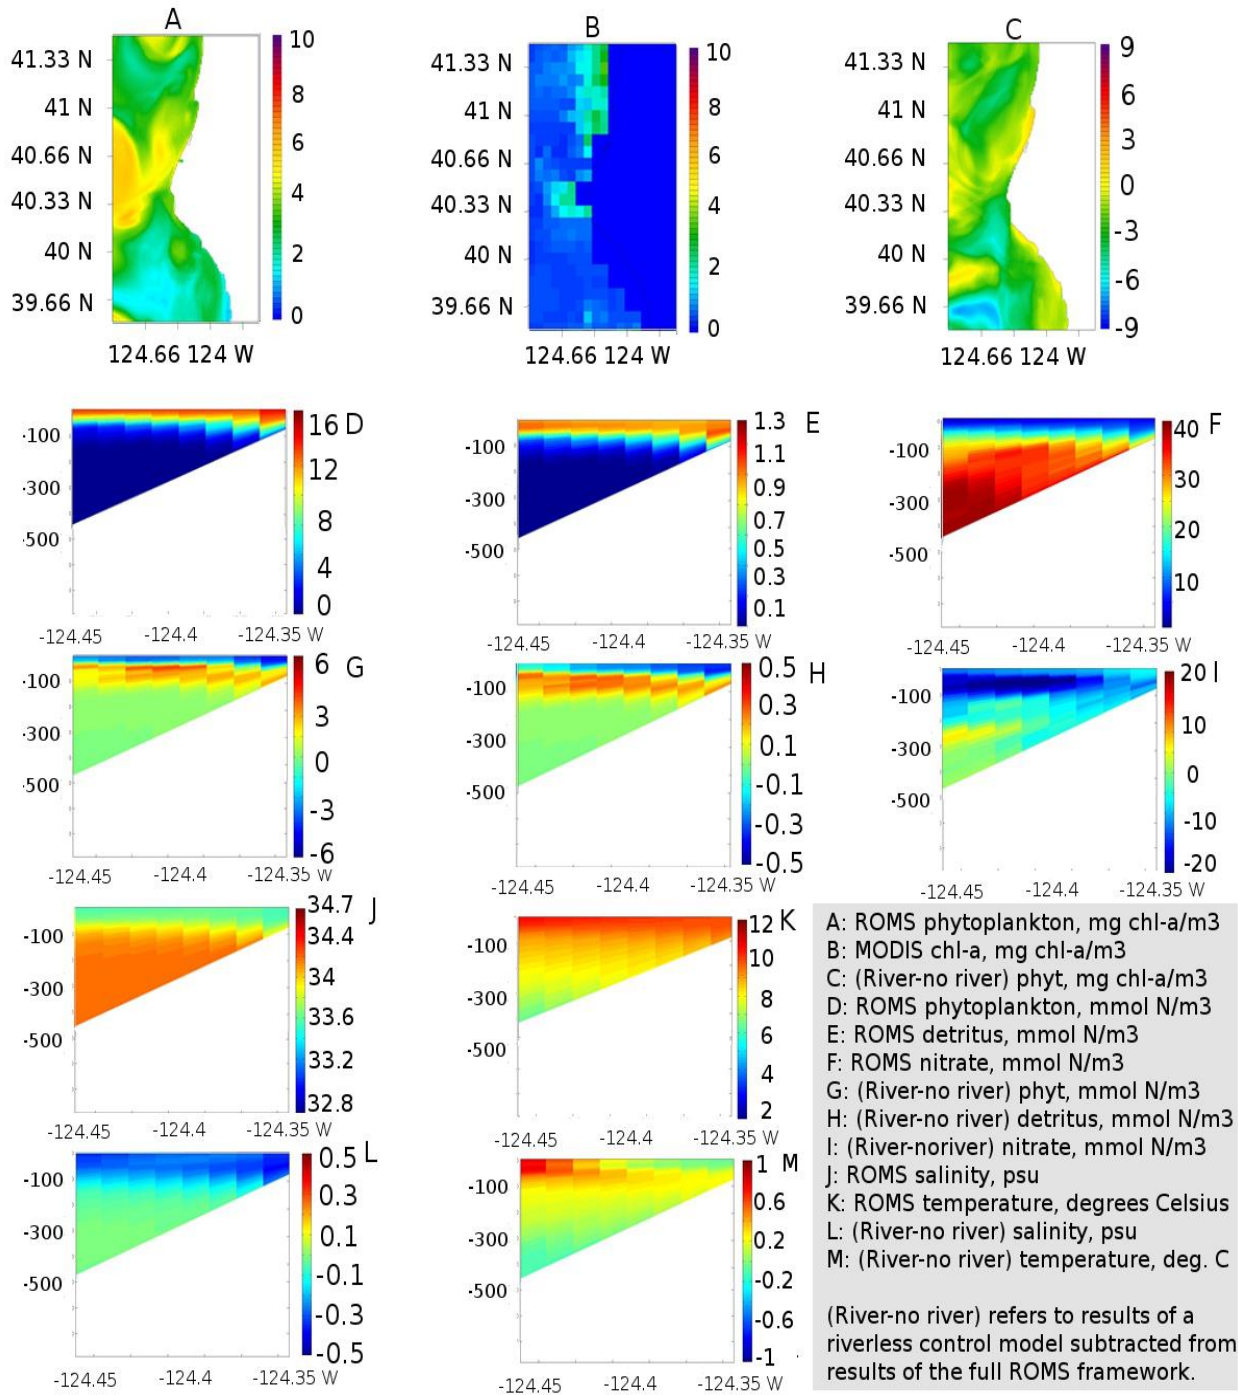 A
41.33 N
41 N
40.66 N
40.33 N
40 N
39.66 N
124.66 124 W
10
8
6
4
2
0
B
41.33 N
41 N
40.66 N
40.33 N
40 N
39.66 N
124.66 124 W
10
8
6
4
2
0
C
41.33 N
41 N
40.66 N
40.33 N
40 N
39.66 N
124.66 124 W
9
6
3
0
-3
-6
-9
D
-100
-300
-500
-124.45 -124.4 -124.35 W
16
12
8
4
0
E
-100
-300
-500
-124.45 -124.4 -124.35 W
1.3
1.1
0.9
0.7
0.5
0.3
0.1
F
-100
-300
-500
-124.45 -124.4 -124.35 W
40
30
20
10
G
-100
-300
-500
-124.45 -124.4 -124.35 W
6
3
0
-3
-6
H
-100
-300
-500
-124.45 -124.4 -124.35 W
0.5
0.3
0.1
-0.1
-0.3
-0.5
I
-100
-300
-500
-124.45 -124.4 -124.35 W
20
10
0
-10
-20
J
-100
-300
-500
-124.45 -124.4 -124.35 W
34.7
34.4
34
33.6
33.2
32.8
K
-100
-300
-500
-124.45 -124.4 -124.35 W
12
10
8
6
4
2
L
-100
-300
-500
-124.45 -124.4 -124.35 W
0.5
0.3
0.1
-0.1
-0.3
-0.5
M
-100
-300
-500
-124.45 -124.4 -124.35 W
1
0.6
0.2
-0.2
-0.6
-1
A: ROMS phytoplankton, mg chl-a/m3
B: MODIS chl-a, mg chl-a/m3
C: (River-no river) phyt, mg chl-a/m3
D: ROMS phytoplankton, mmol N/m3
E: ROMS detritus, mmol N/m3
F: ROMS nitrate, mmol N/m3
G: (River-no river) phyt, mmol N/m3
H: (River-no river) detritus, mmol N/m3
I: (River-noriver) nitrate, mmol N/m3
J: ROMS salinity, psu
K: ROMS temperature, degrees Celsius
L: (River-no river) salinity, psu
M: (River-no river) temperature, deg. C
(River-no river) refers to results of a
riverless control model subtracted from
results of the full ROMS framework.